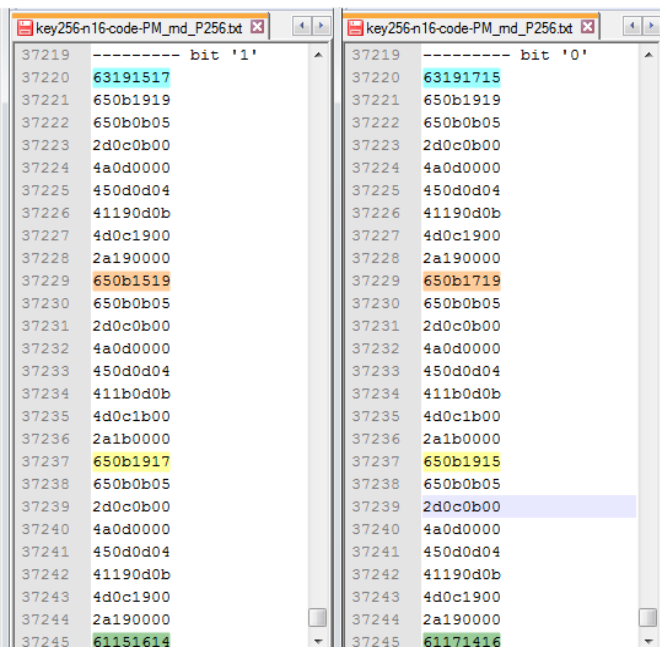 key256-n16-code-PM_md_P256.txt
37219 --------- bit '1'
37220 63191517
37221 650b1919
37222 650b0b05
37223 2d0c0b00
37224 4a0d0000
37225 450d0d04
37226 41190d0b
37227 4d0c1900
37228 2a190000
37229 650b1519
37230 650b0b05
37231 2d0c0b00
37232 4a0d0000
37233 450d0d04
37234 411b0d0b
37235 4d0c1b00
37236 2a1b0000
37237 650b1917
37238 650b0b05
37239 2d0c0b00
37240 4a0d0000
37241 450d0d04
37242 41190d0b
37243 4d0c1900
37244 2a190000
37245 61151614
key256-n16-code-PM_md_P256.txt
37219 --------- bit '0'
37220 63191715
37221 650b1919
37222 650b0b05
37223 2d0c0b00
37224 4a0d0000
37225 450d0d04
37226 41190d0b
37227 4d0c1900
37228 2a190000
37229 650b1719
37230 650b0b05
37231 2d0c0b00
37232 4a0d0000
37233 450d0d04
37234 411b0d0b
37235 4d0c1b00
37236 2a1b0000
37237 650b1915
37238 650b0b05
37239 2d0c0b00
37240 4a0d0000
37241 450d0d04
37242 41190d0b
37243 4d0c1900
37244 2a190000
37245 61171416